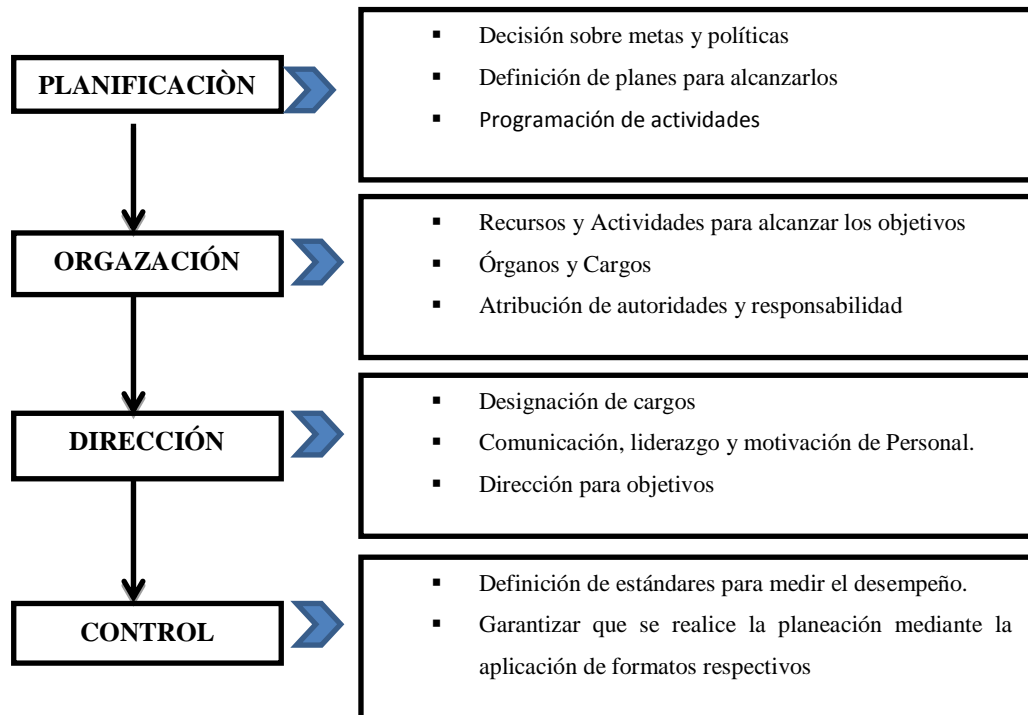 PLANIFICACIÒN
▪ Decisión sobre metas y políticas
▪ Definición de planes para alcanzarlos
▪ Programación de actividades
ORGAZACIÓN
▪ Recursos y Actividades para alcanzar los objetivos
▪ Órganos y Cargos
▪ Atribución de autoridades y responsabilidad
DIRECCIÓN
▪ Designación de cargos
▪ Comunicación, liderazgo y motivación de Personal.
▪ Dirección para objetivos
CONTROL
▪ Definición de estándares para medir el desempeño.
▪ Garantizar que se realice la planeación mediante la
aplicación de formatos respectivos